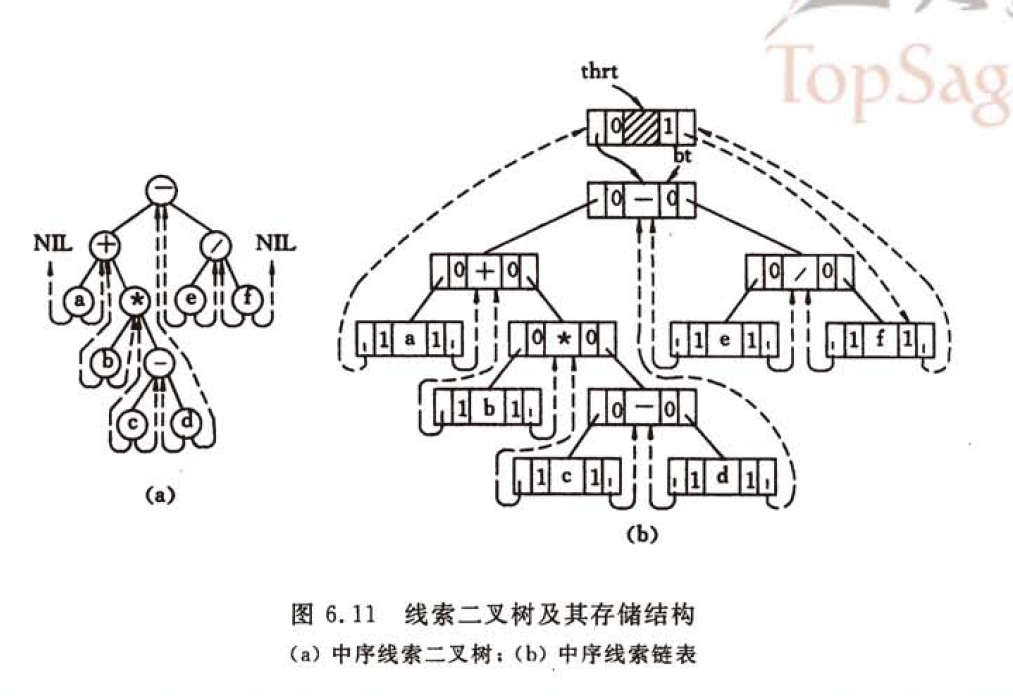 TopSag
thrt
0 1
bt
0 — 0
—
NIL + / NIL
0 + 0
0 / 0
a * e f
1 a 1
0 * 0
1 e 1
1 f 1
b —
1 b 1
0 — 0
c d
1 c 1
1 d 1
(a)
(b)
图 6.11 线索二叉树及其存储结构
(a) 中序线索二叉树；(b) 中序线索链表